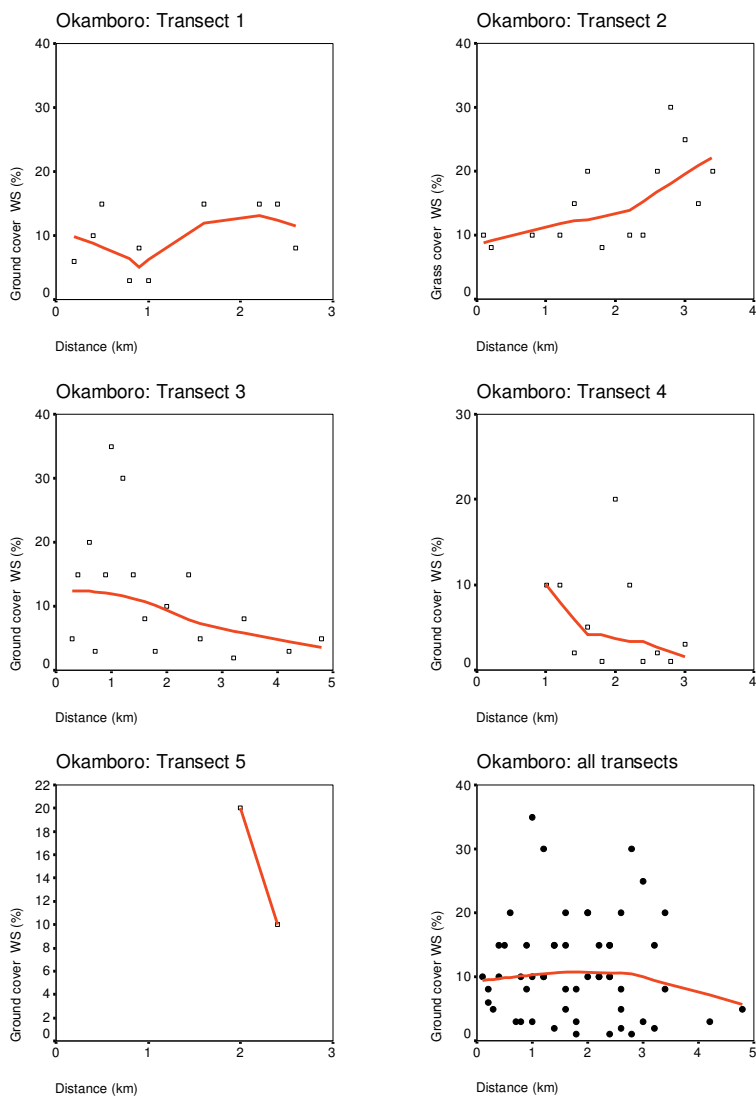 Okamboro: Transect 1
40
30
20
10
0
Ground cover WS (%)
0 1 2 3
Distance (km)
Okamboro: Transect 2
40
30
20
10
0
Grass cover WS (%)
0 1 2 3 4
Distance (km)
Okamboro: Transect 3
40
30
20
10
0
Ground cover WS (%)
0 1 2 3 4 5
Distance (km)
Okamboro: Transect 4
30
20
10
0
Ground cover WS (%)
0 1 2 3 4
Distance (km)
Okamboro: Transect 5
22
20
18
16
14
12
10
8
6
4
2
0
Ground cover WS (%)
0 1 2 3
Distance (km)
Okamboro: all transects
40
30
20
10
0
Ground cover WS (%)
0 1 2 3 4 5
Distance (km)